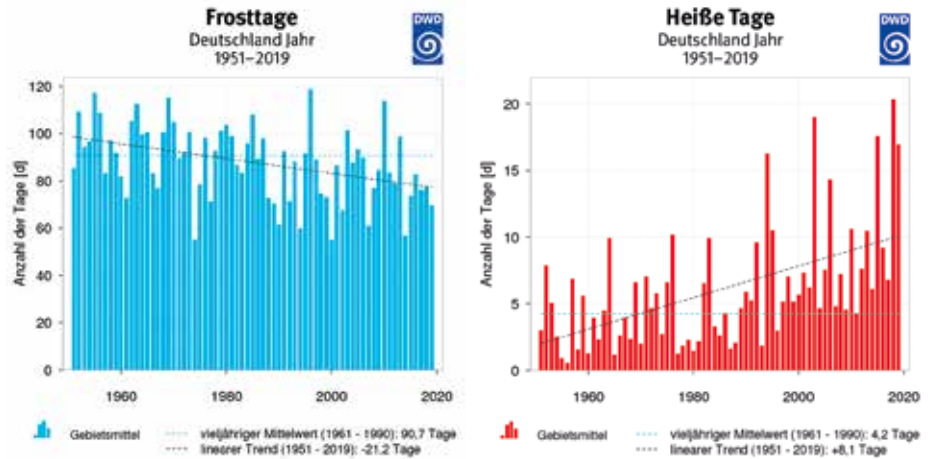 Frosttage
Deutschland Jahr
1951–2019
DWD
Anzahl der Tage [d]
120
100
80
60
40
20
0
1960
1980
2000
2020
Gebietsmittel
vieljähriger Mittelwert (1961 - 1990): 90,7 Tage
linearer Trend (1951 - 2019): -21,2 Tage
Heiße Tage
Deutschland Jahr
1951–2019
DWD
Anzahl der Tage [d]
20
15
10
5
0
1960
1980
2000
2020
Gebietsmittel
vieljähriger Mittelwert (1961 - 1990): 4,2 Tage
linearer Trend (1951 - 2019): +8,1 Tage